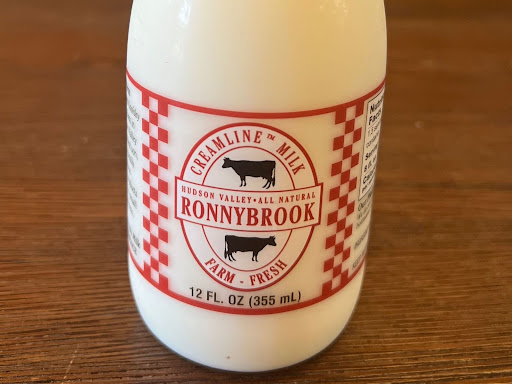 CREAMLINE™ MILK
HUDSON VALLEY • ALL NATURAL
RONNYBROOK
FARM - FRESH
12 FL. OZ (355 mL)